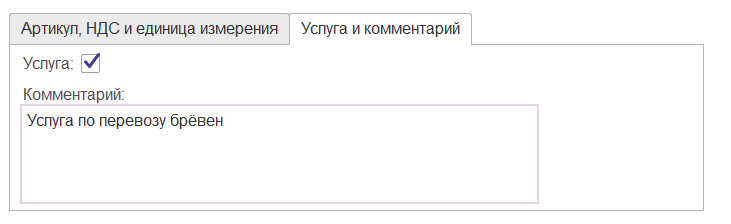 Артикул, НДС и единица измерения
Услуга и комментарий
Услуга:
Комментарий:
Услуга по перевозу брёвен